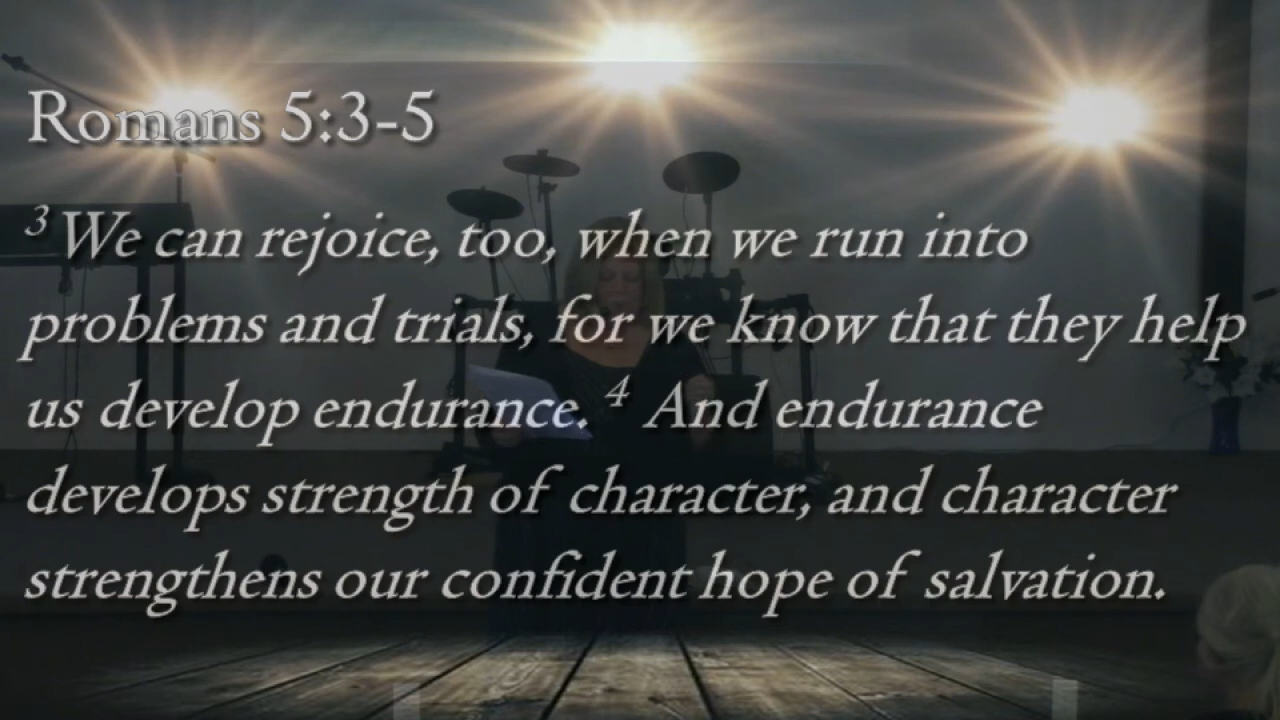 Romans 5:3-5
3 We can rejoice, too, when we run into
problems and trials, for we know that they help
us develop endurance. 4 And endurance
develops strength of character, and character
strengthens our confident hope of salvation.